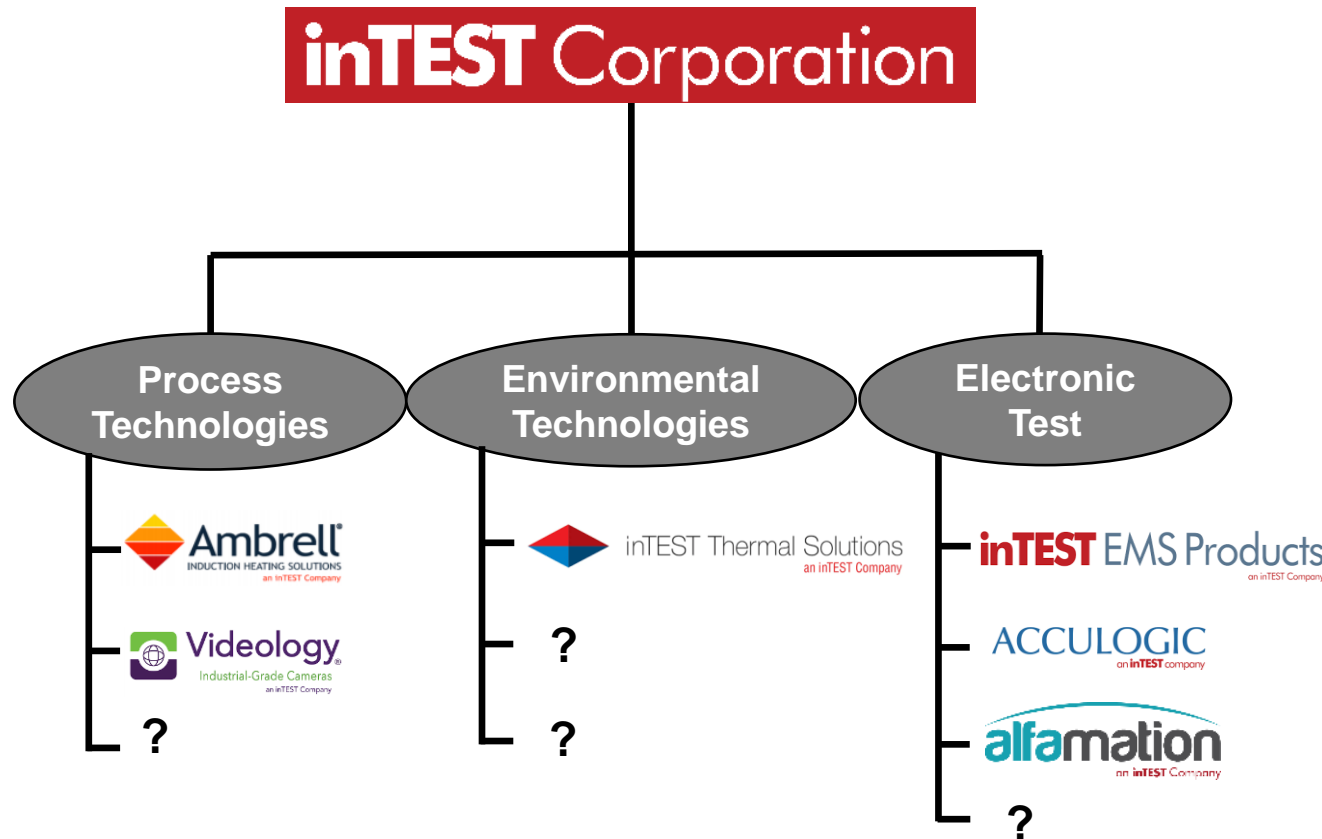 inTEST Corporation
Process
Technologies
Environmental
Technologies
Electronic
Test
Ambrell®
INDUCTION HEATING SOLUTIONS
an inTEST Company
Videology®
Industrial-Grade Cameras
an inTEST Company
?
inTEST Thermal Solutions
an inTEST Company
?
?
inTEST EMS Products
an inTEST Company
ACCULOGIC
an inTEST company
alfamation
an inTEST Company
?